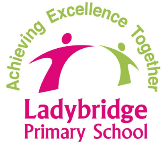 Achieving Excellence Together
Ladybridge
Primary School